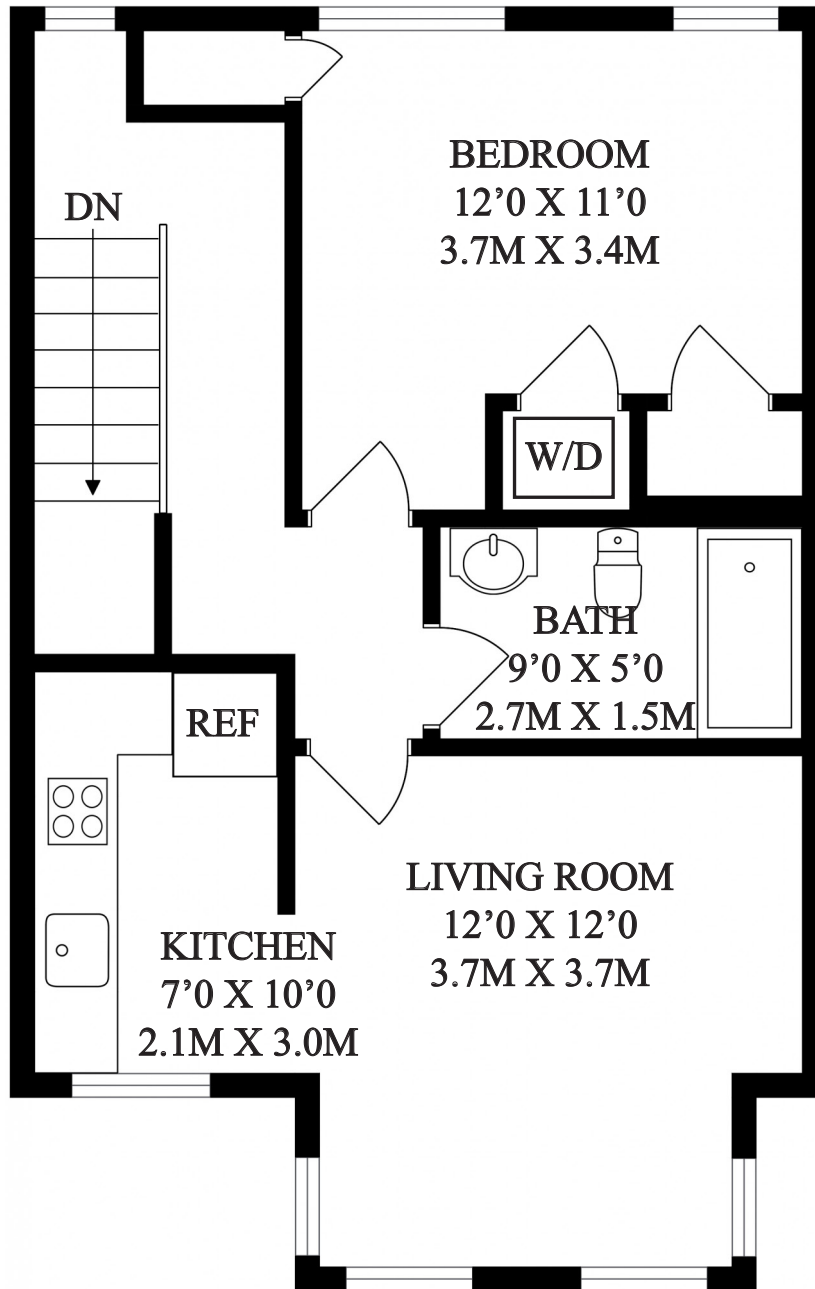 BEDROOM
12’0 X 11’0
3.7M X 3.4M
DN
W/D
BATH
9’0 X 5’0
2.7M X 1.5M
REF
LIVING ROOM
12’0 X 12’0
3.7M X 3.7M
KITCHEN
7’0 X 10’0
2.1M X 3.0M